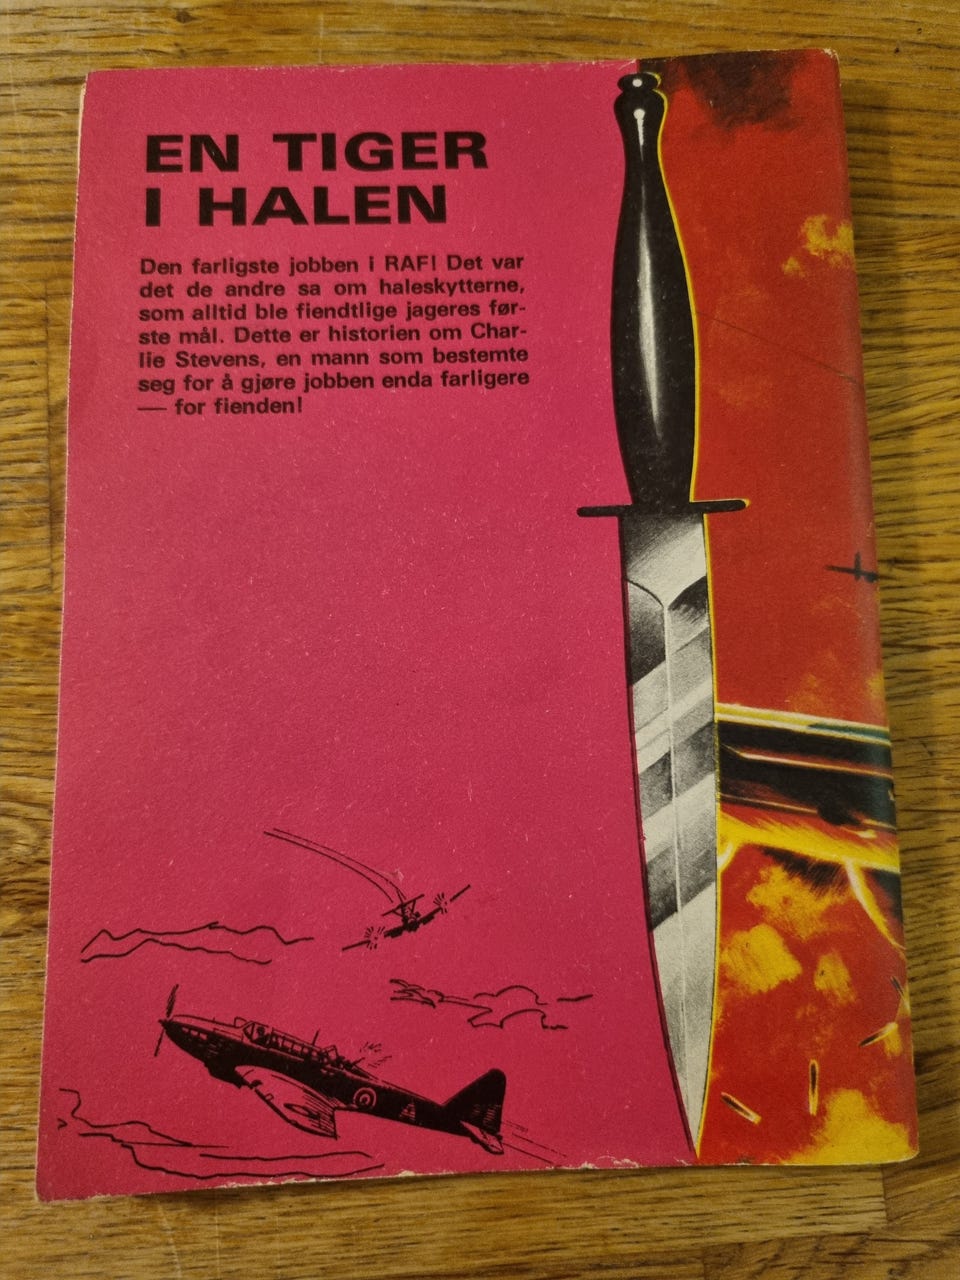 EN TIGER
I HALEN
Den farligste jobben i RAF! Det var
det de andre sa om haleskytterne,
som alltid ble fiendtlige jageres før-
ste mål. Dette er historien om Char-
lie Stevens, en mann som bestemte
seg for å gjøre jobben enda farligere
— for fienden!